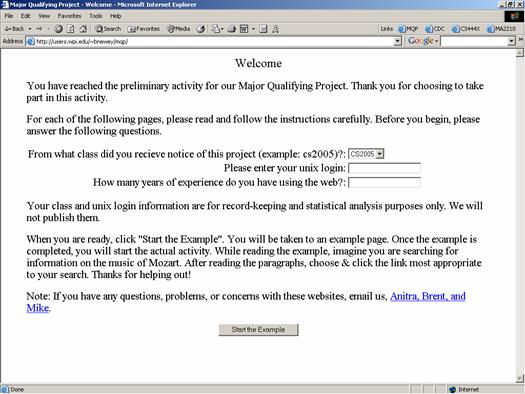 Major Qualifying Project - Welcome - Microsoft Internet Explorer
File Edit View Favorites Tools Help
Back Search Favorites Media Links MQP CDC CS444X MA2210
Address http://users.wpi.edu/~bnewey/mqp/ Go Google
Welcome
You have reached the preliminary activity for our Major Qualifying Project. Thank you for choosing to take
part in this activity.
For each of the following pages, please read and follow the instructions carefully. Before you begin, please
answer the following questions.
From what class did you recieve notice of this project (example: cs2005)?: CS2005
Please enter your unix login:
How many years of experience do you have using the web?:
Your class and unix login information are for record-keeping and statistical analysis purposes only. We will
not publish them.
When you are ready, click "Start the Example". You will be taken to an example page. Once the example is
completed, you will start the actual activity. While reading the example, imagine you are searching for
information on the music of Mozart. After reading the paragraphs, choose & click the link most appropriate
to your search. Thanks for helping out!
Note: If you have any questions, problems, or concerns with these websites, email us, Anitra, Brent, and
Mike.
Start the Example
Done Internet